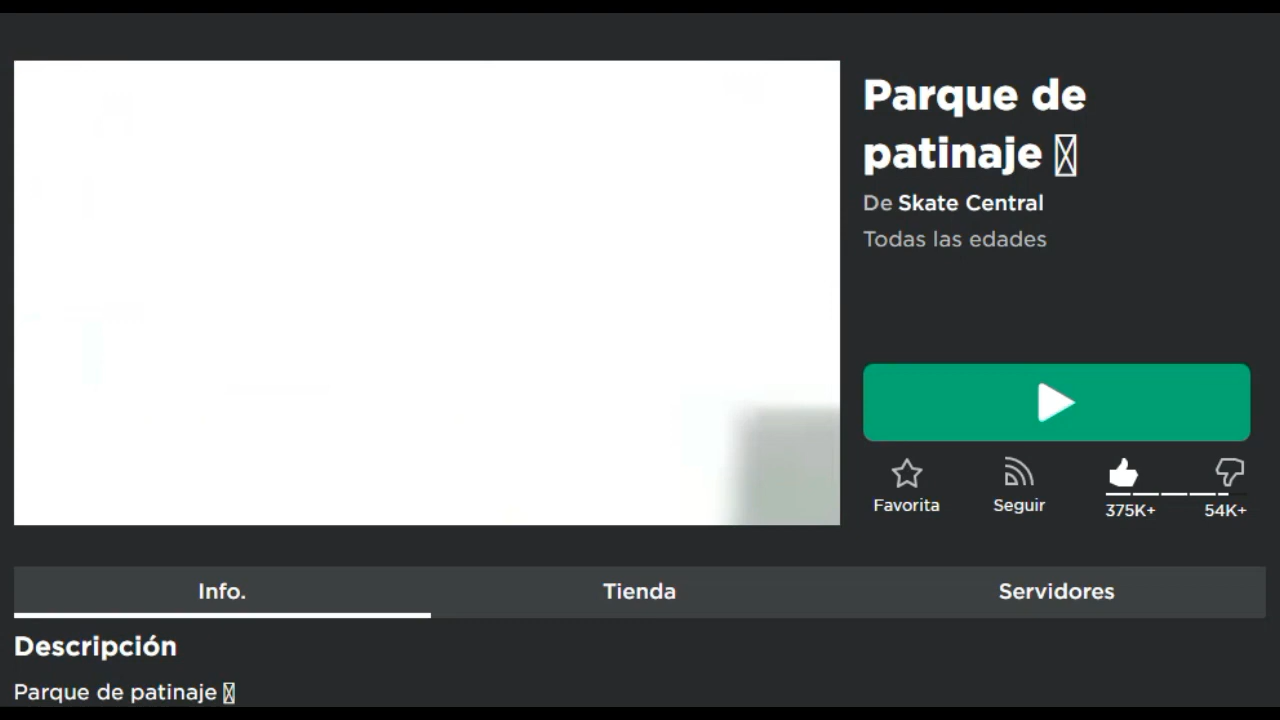 Parque de
patinaje
De Skate Central
Todas las edades
Favorita
Seguir
375K+
54K+
Info.
Tienda
Servidores
Descripción
Parque de patinaje